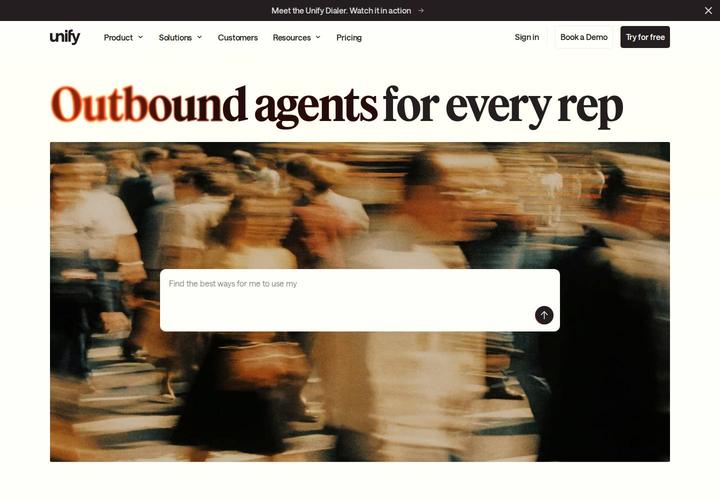 Meet the Unify Dialer. Watch it in action →
unify
Product
Solutions
Customers
Resources
Pricing
Sign in
Book a Demo
Try for free
Outbound agents for every rep
Find the best ways for me to use my